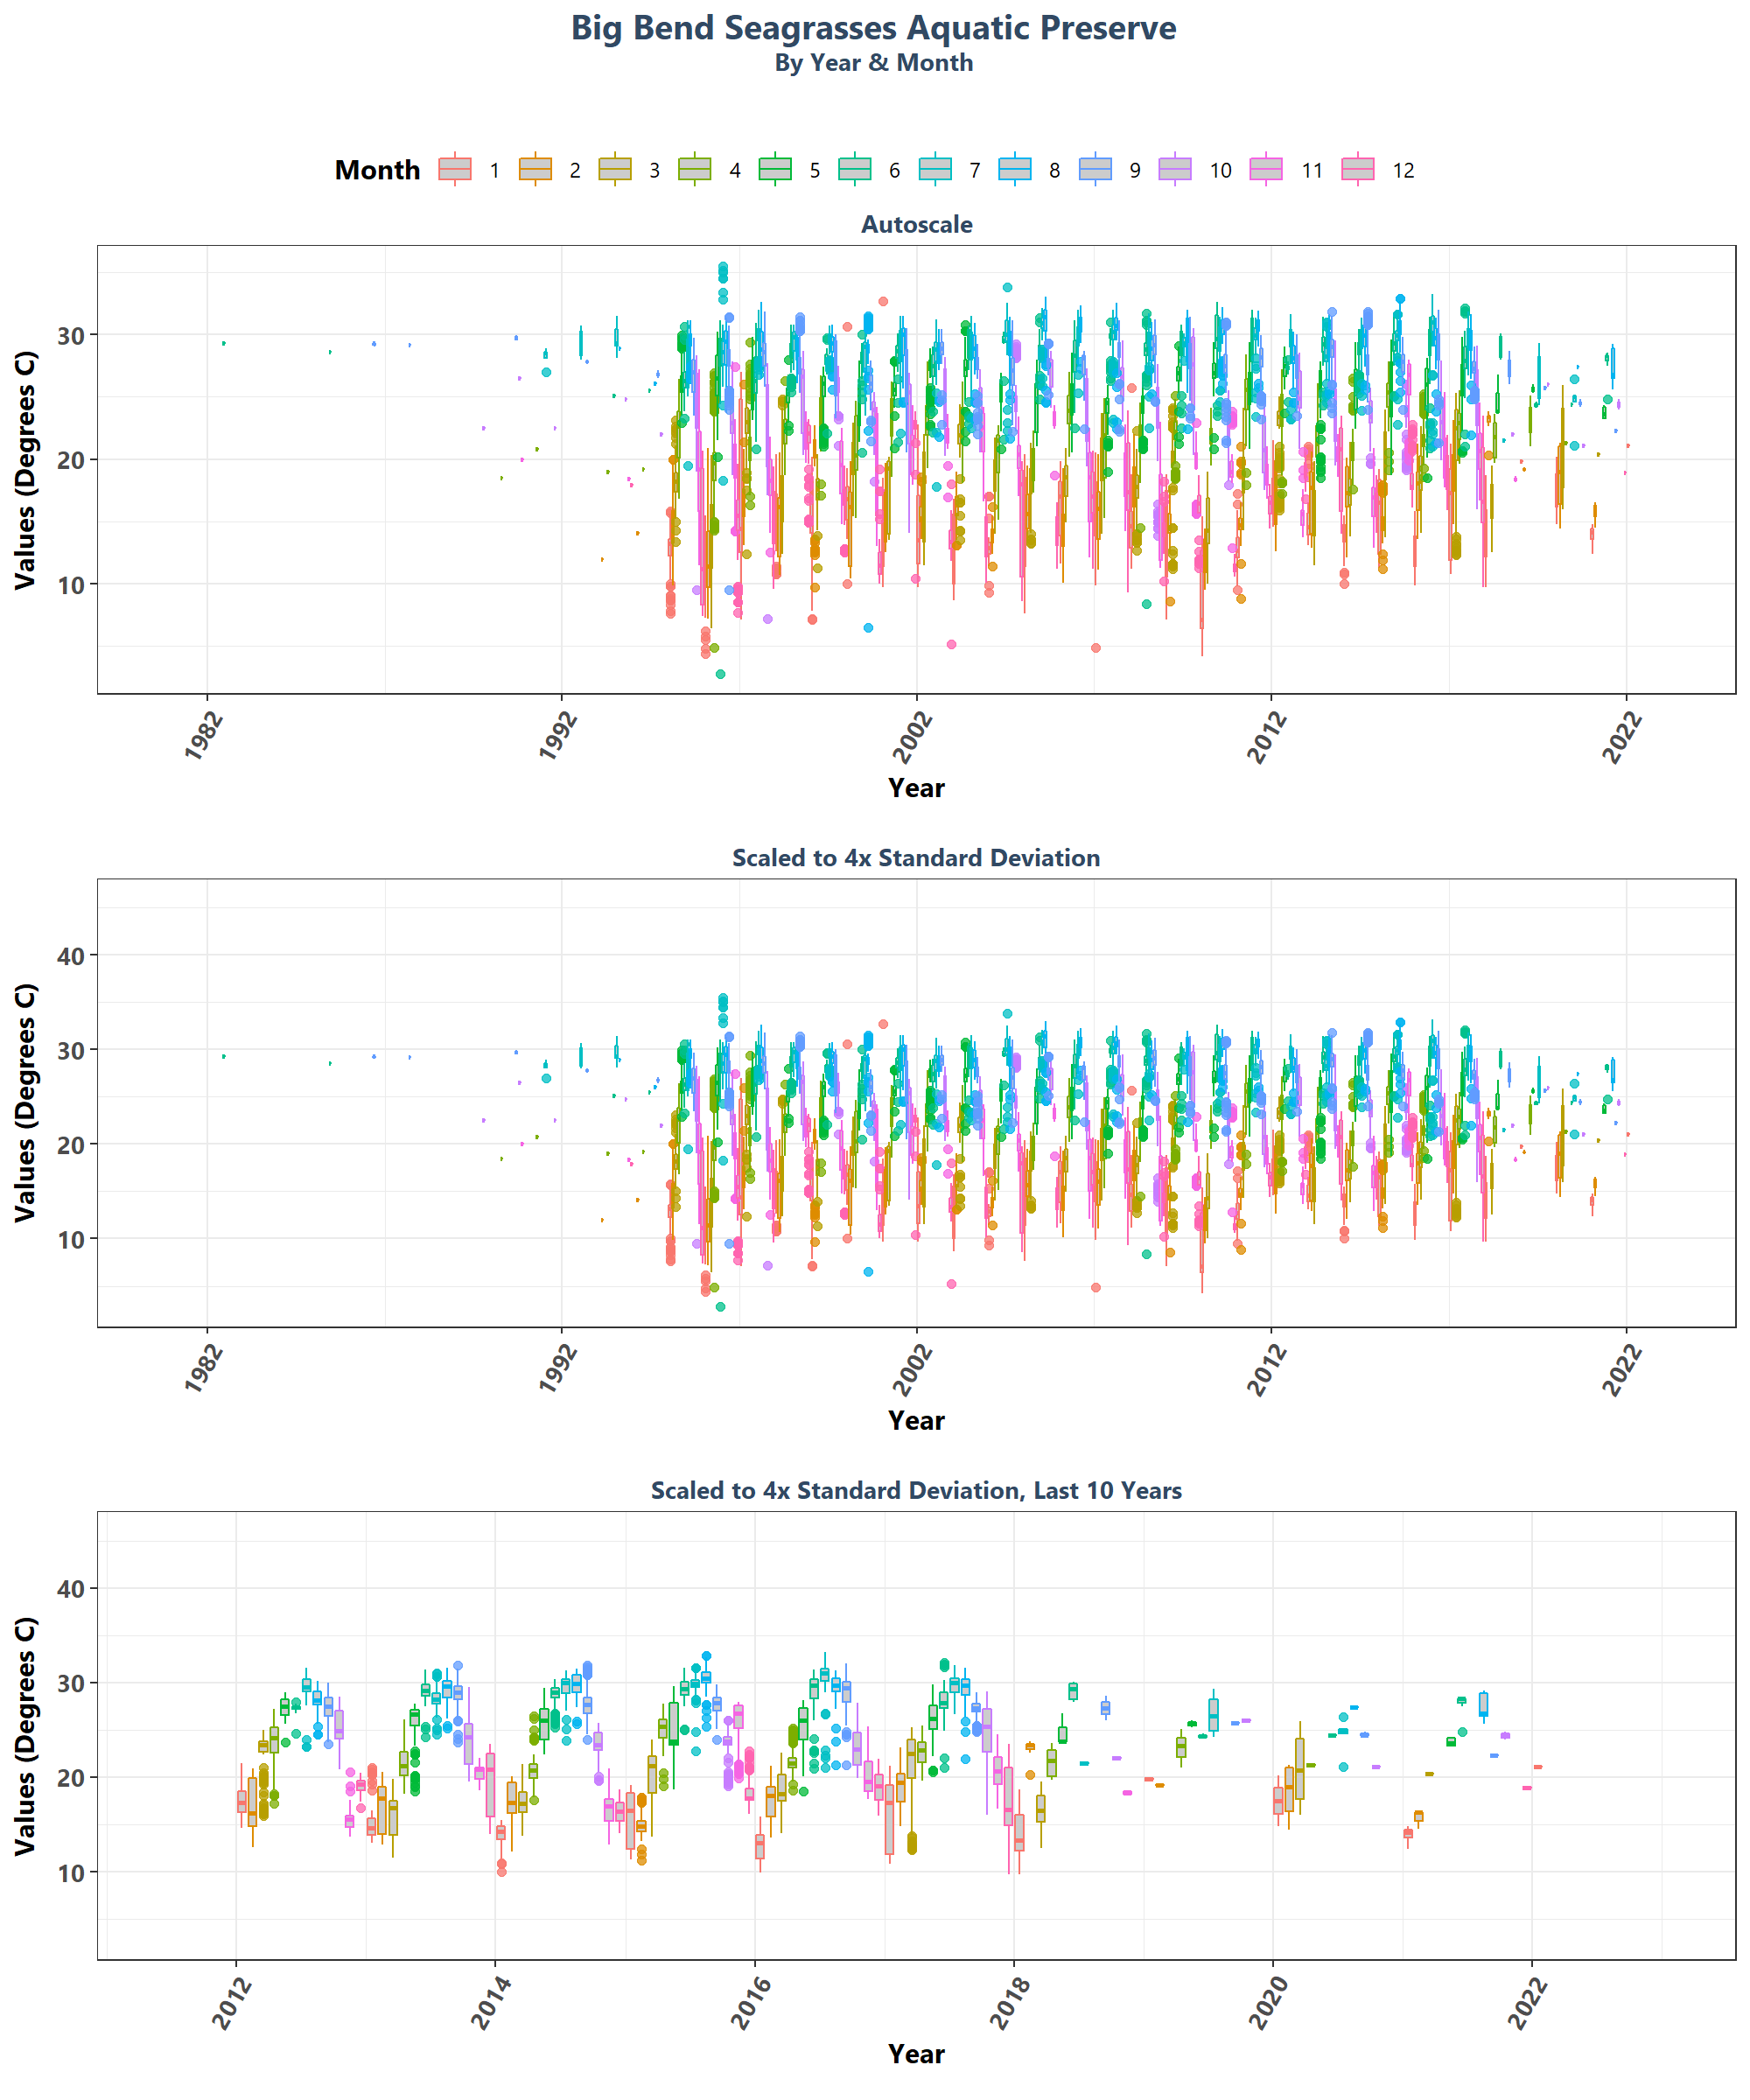 Big Bend Seagrasses Aquatic Preserve
By Year & Month
Month 1 2 3 4 5 6 7 8 9 10 11 12
Autoscale
Values (Degrees C)
30
20
10
1982 1992 2002 2012 2022
Year
Scaled to 4x Standard Deviation
Values (Degrees C)
40
30
20
10
1982 1992 2002 2012 2022
Year
Scaled to 4x Standard Deviation, Last 10 Years
Values (Degrees C)
40
30
20
10
2012 2014 2016 2018 2020 2022
Year